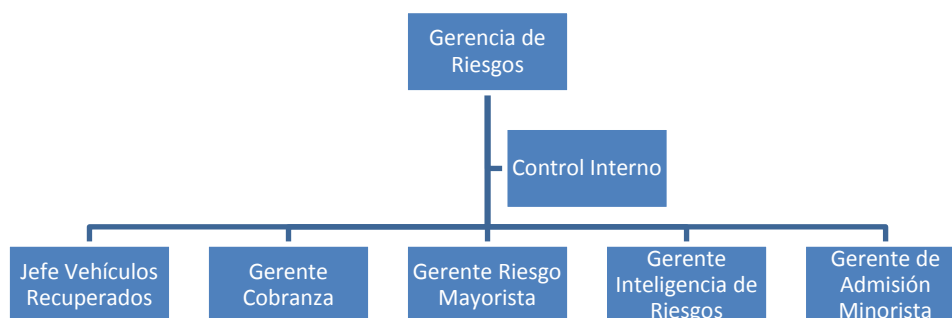 Gerencia de
Riesgos
Control Interno
Jefe Vehículos
Recuperados
Gerente
Cobranza
Gerente Riesgo
Mayorista
Gerente
Inteligencia de
Riesgos
Gerente de
Admisión
Minorista